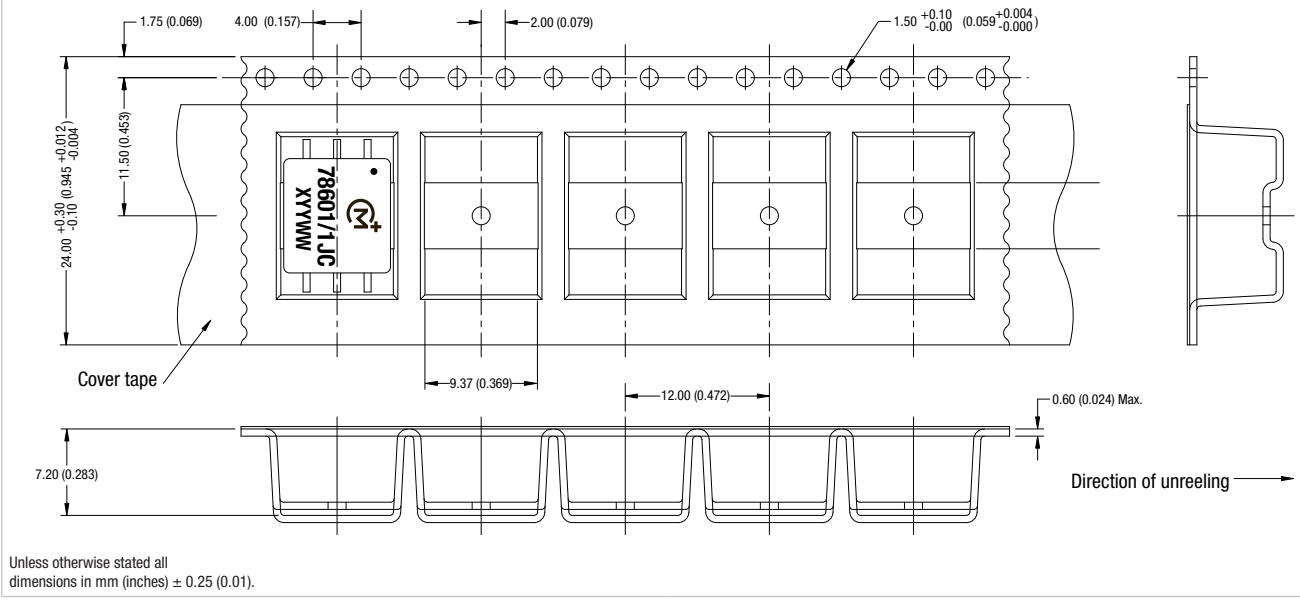 1.75 (0.069)
4.00 (0.157)
2.00 (0.079)
1.50 +0.10 -0.00 (0.059 +0.004 -0.000)
24.00 +0.30 -0.10 (0.945 +0.012 -0.004)
11.50 (0.453)
78601/1JC
XYYWW
M+
Cover tape
9.37 (0.369)
12.00 (0.472)
0.60 (0.024) Max.
7.20 (0.283)
Direction of unreeling
Unless otherwise stated all
dimensions in mm (inches) ± 0.25 (0.01).